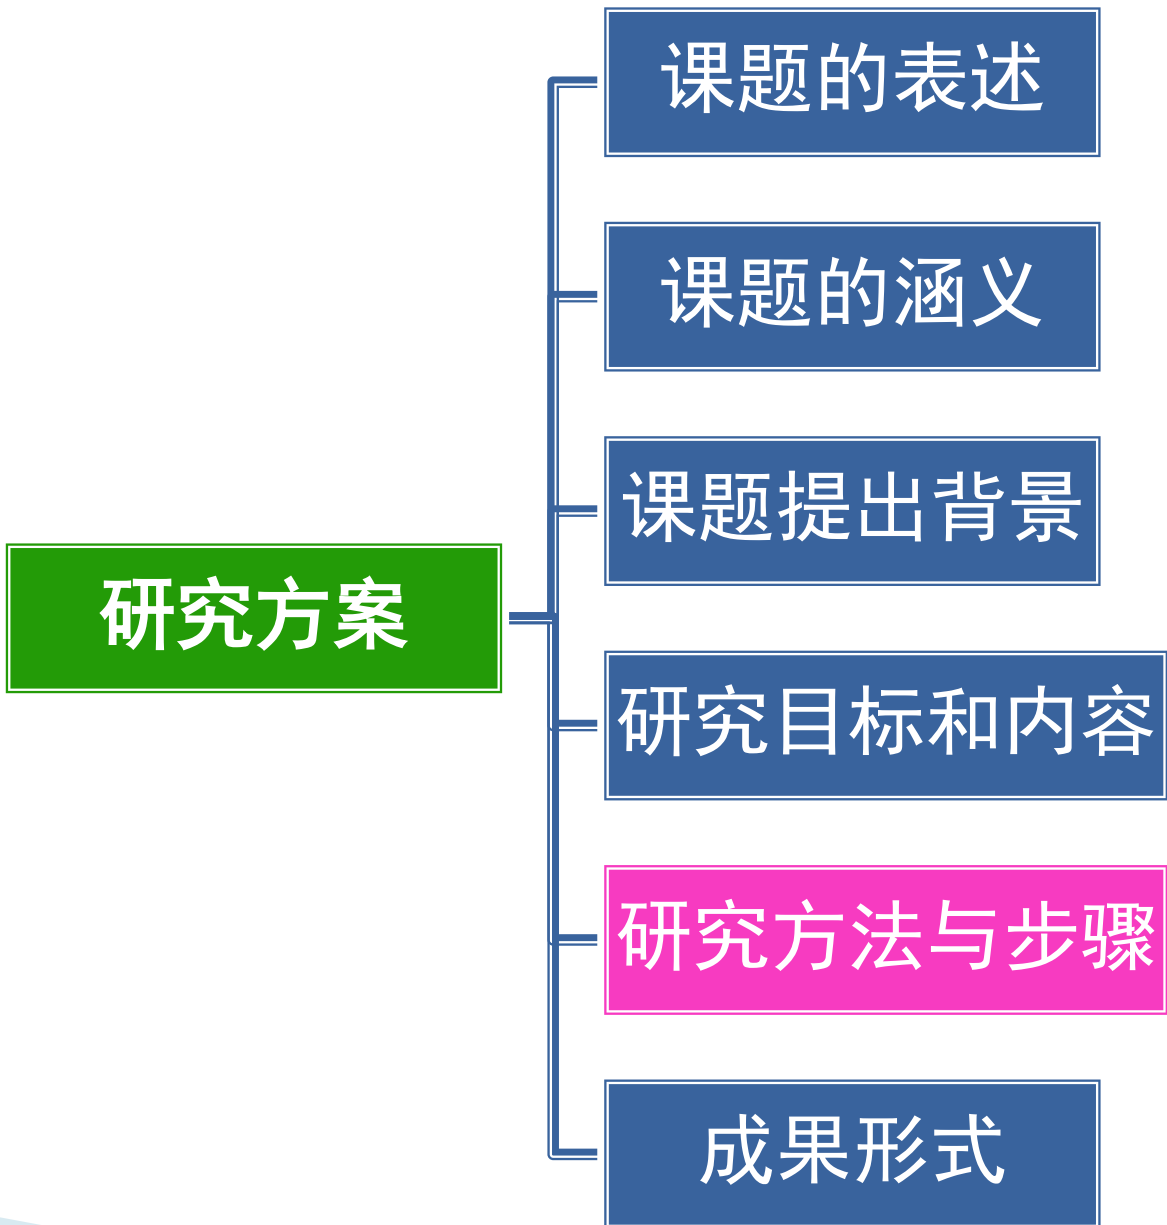 课题的表述
课题的涵义
课题提出背景
研究方案
研究目标和内容
研究方法与步骤
成果形式